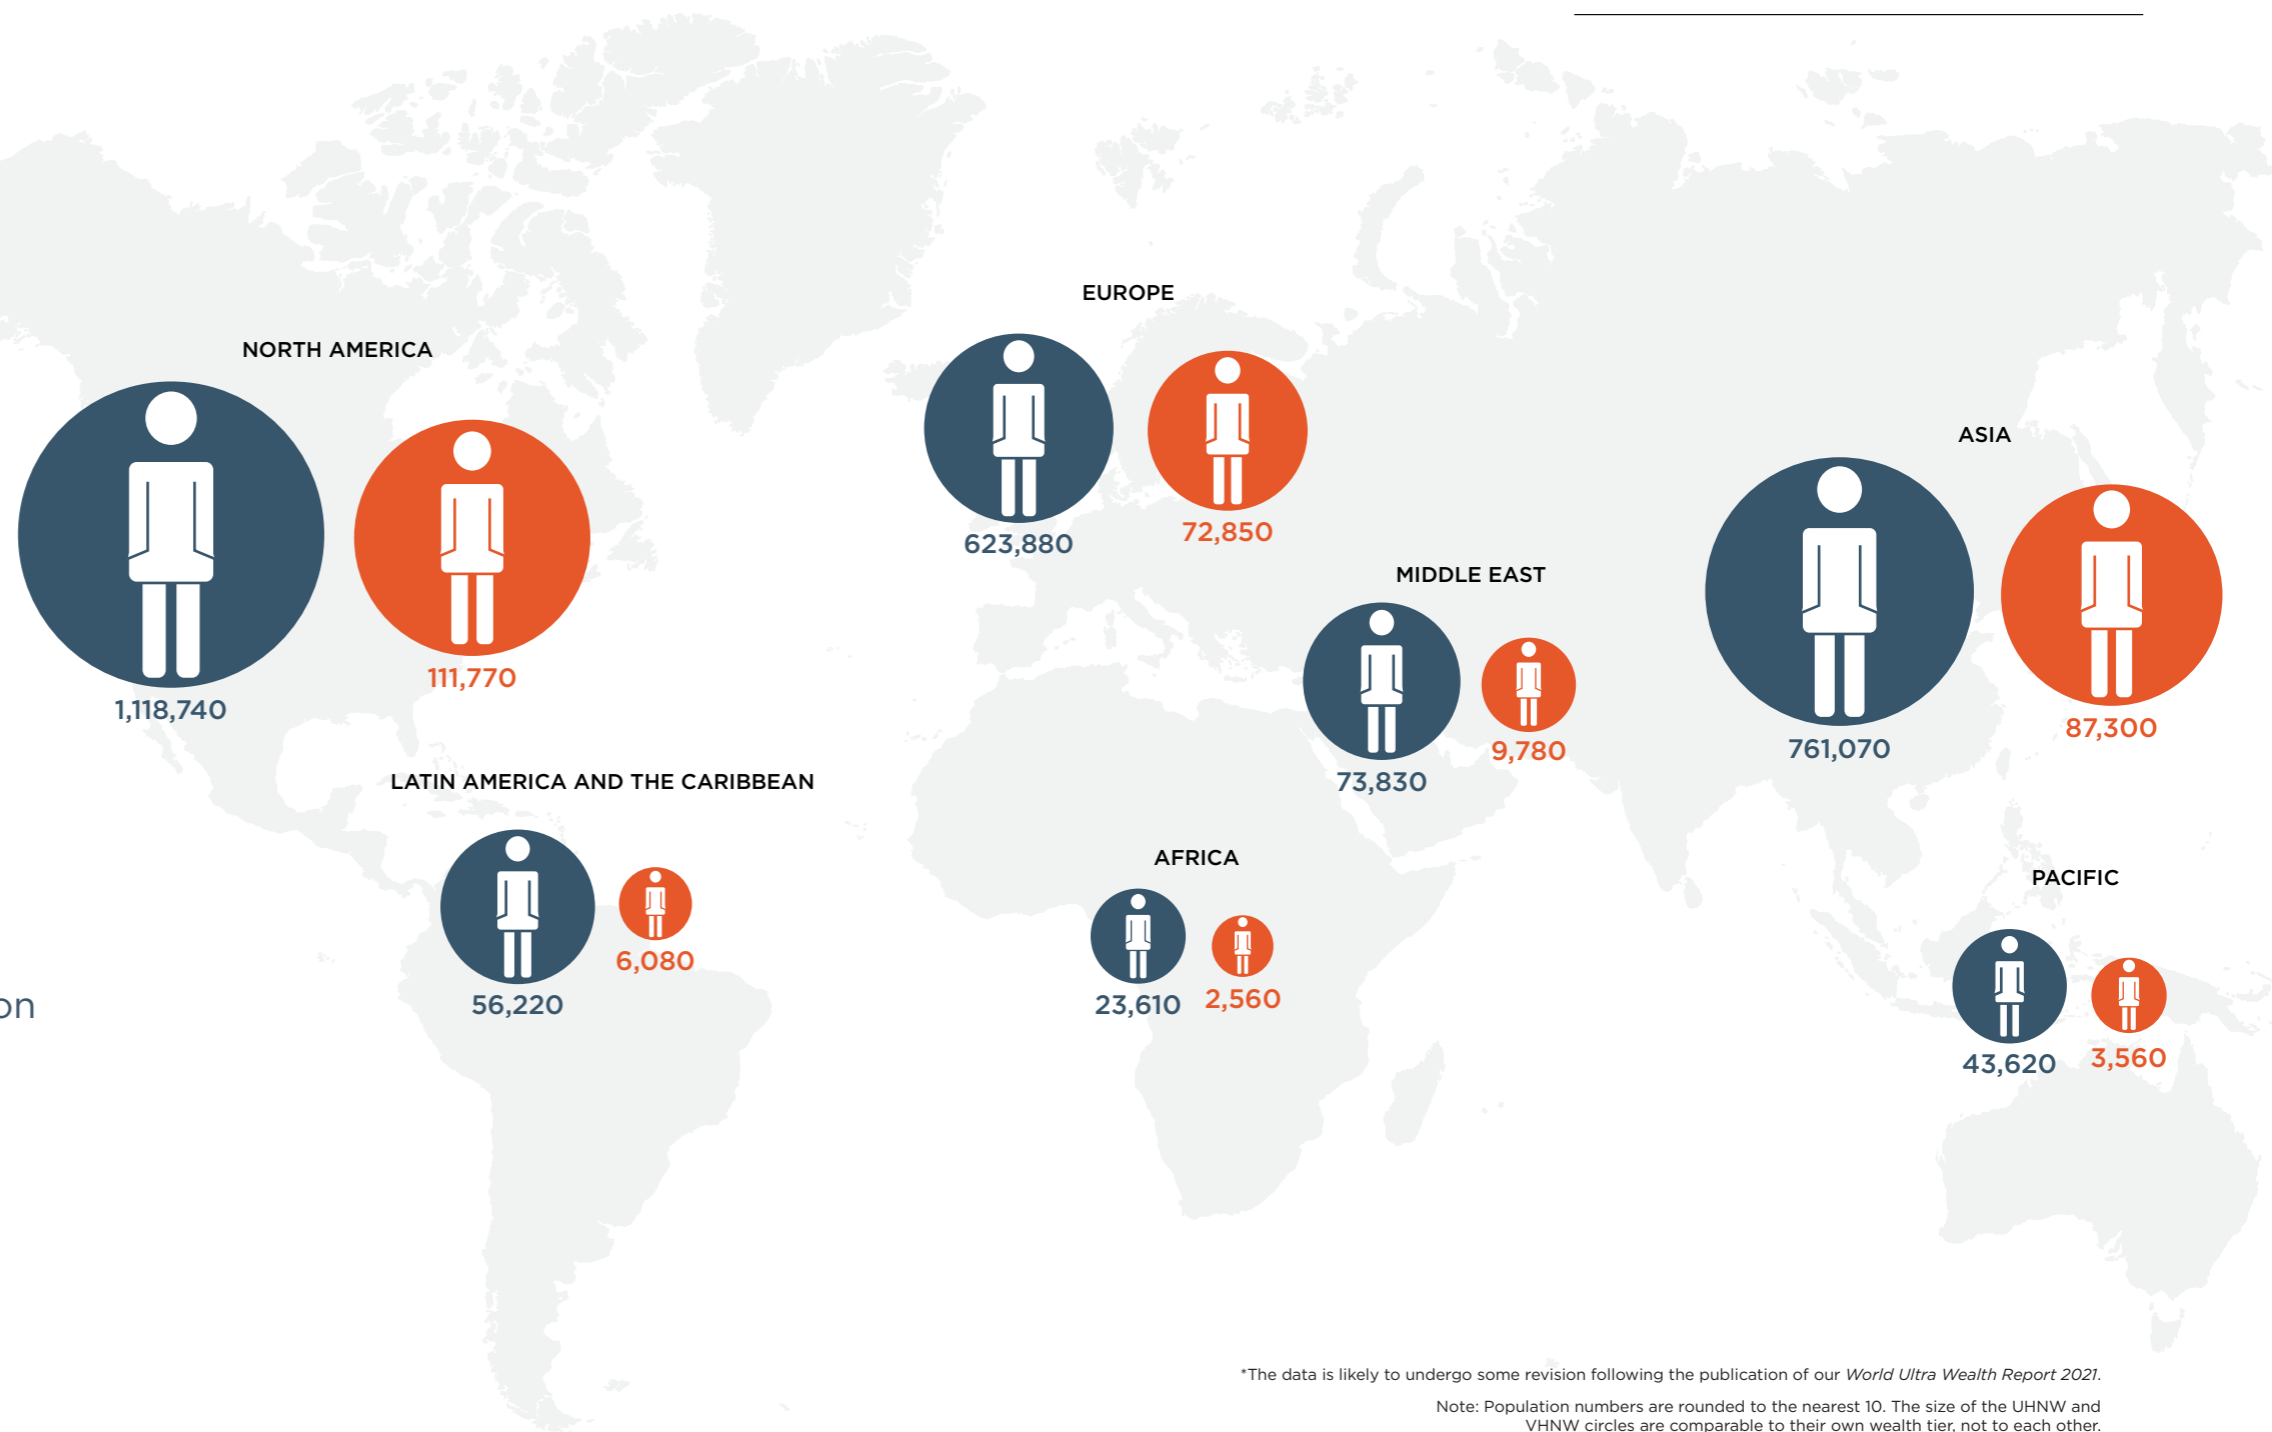 EUROPE
623,880
72,850
NORTH AMERICA
1,118,740
111,770
ASIA
761,070
87,300
MIDDLE EAST
73,830
9,780
LATIN AMERICA AND THE CARIBBEAN
56,220
6,080
AFRICA
23,610
2,560
PACIFIC
43,620
3,560
on
*The data is likely to undergo some revision following the publication of our World Ultra Wealth Report 2021.
Note: Population numbers are rounded to the nearest 10. The size of the UHNW and
VHNW circles are comparable to their own wealth tier, not to each other.